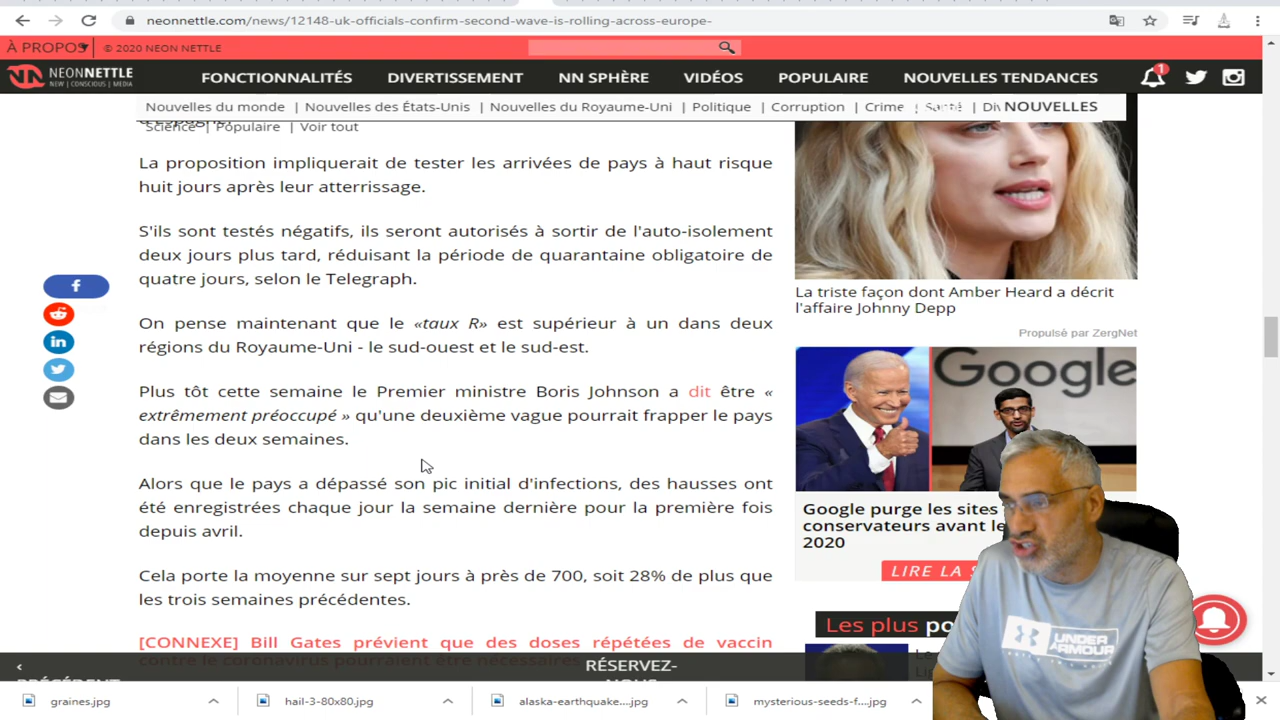 neonnettle.com/news/12148-uk-officials-confirm-second-wave-is-rolling-across-europe-
À PROPOS
© 2020 NEON NETTLE
NEONNETTLE
NEW | CONSCIOUS | MEDIA
FONCTIONNALITÉS DIVERTISSEMENT NN SPHÈRE VIDÉOS POPULAIRE NOUVELLES TENDANCES
1
Nouvelles du monde | Nouvelles des États-Unis | Nouvelles du Royaume-Uni | Politique | Corruption | Crime | Santé | Div NOUVELLES
Science | Populaire | Voir tout
La proposition impliquerait de tester les arrivées de pays à haut risque
huit jours après leur atterrissage.
S'ils sont testés négatifs, ils seront autorisés à sortir de l'auto-isolement
deux jours plus tard, réduisant la période de quarantaine obligatoire de
quatre jours, selon le Telegraph.
On pense maintenant que le «taux R» est supérieur à un dans deux
régions du Royaume-Uni - le sud-ouest et le sud-est.
Plus tôt cette semaine le Premier ministre Boris Johnson a dit être «
extrêmement préoccupé » qu'une deuxième vague pourrait frapper le pays
dans les deux semaines.
Alors que le pays a dépassé son pic initial d'infections, des hausses ont
été enregistrées chaque jour la semaine dernière pour la première fois
depuis avril.
Cela porte la moyenne sur sept jours à près de 700, soit 28% de plus que
les trois semaines précédentes.
[CONNEXE] Bill Gates prévient que des doses répétées de vaccin
contre le coronavirus pourraient être nécessaires
La triste façon dont Amber Heard a décrit
l'affaire Johnny Depp
Propulsé par ZergNet
Google
Google purge les sites
conservateurs avant le
2020
LIRE LA S
Les plus po
UNDER ARMOUR
RÉSERVEZ-
graines.jpg
hail-3-80x80.jpg
alaska-earthquake....jpg
mysterious-seeds-f....jpg